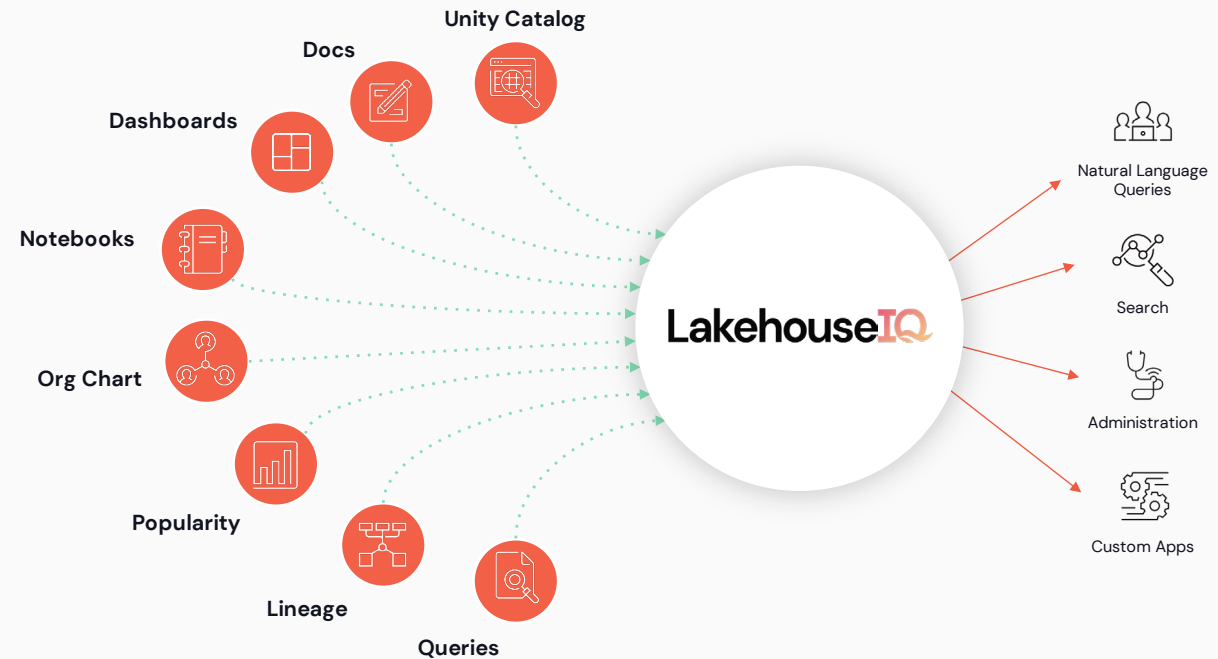 Unity Catalog
Docs
Dashboards
Notebooks
Org Chart
Popularity
Lineage
Queries
LakehouseIQ
Natural Language
Queries
Search
Administration
Custom Apps